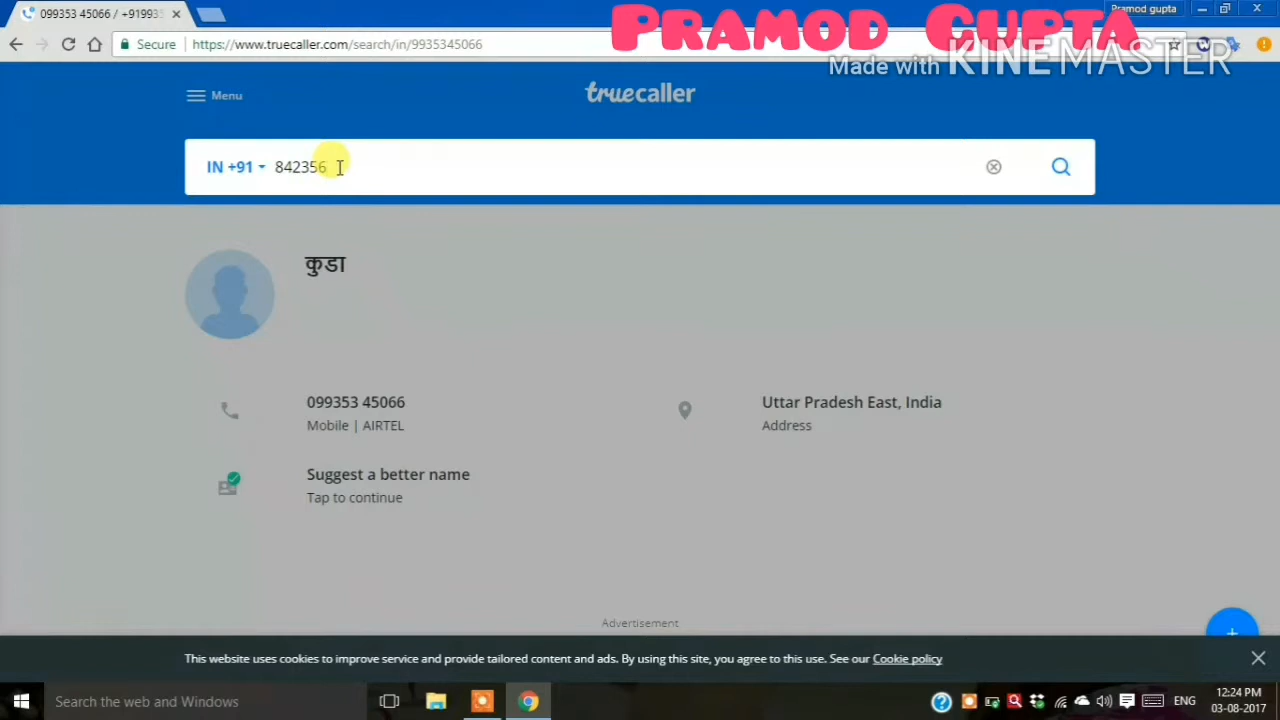 099353 45066 / +91993
Pramod gupta
PRAMOD GUPTA
Secure https://www.truecaller.com/search/in/9935345066
Made with KINEMASTER
Menu
truecaller
IN +91 842356
कुडा
099353 45066
Mobile | AIRTEL
Uttar Pradesh East, India
Address
Suggest a better name
Tap to continue
Advertisement
This website uses cookies to improve service and provide tailored content and ads. By using this site, you agree to this use. See our Cookie policy
Search the web and Windows
ENG
12:24 PM
03-08-2017